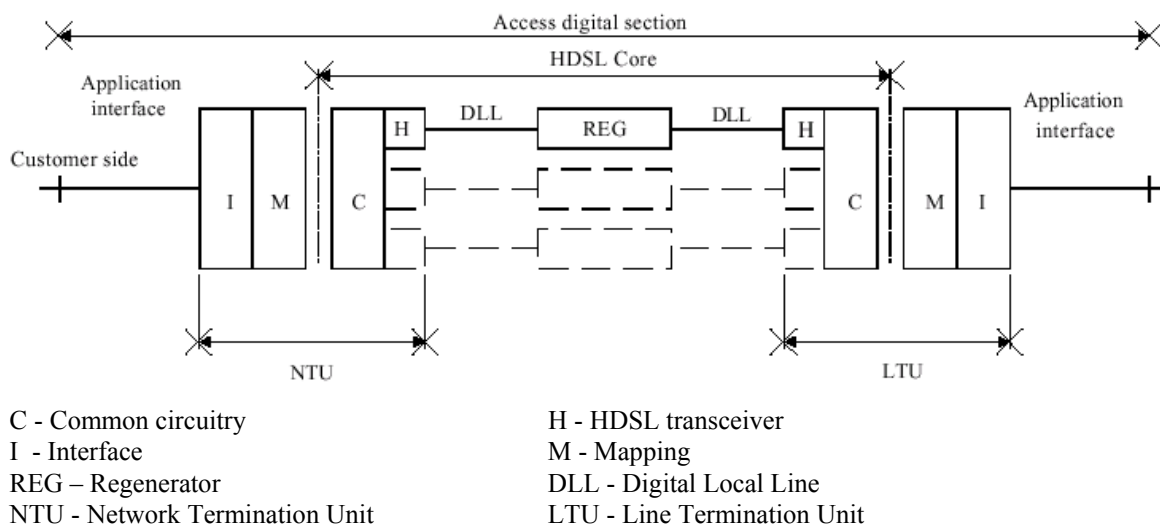 Access digital section
HDSL Core
Application
interface
Application
interface
Customer side
H
DLL
REG
DLL
H
I
M
C
C
M
I
NTU
LTU
C - Common circuitry
H - HDSL transceiver
I - Interface
M - Mapping
REG – Regenerator
DLL - Digital Local Line
NTU - Network Termination Unit
LTU - Line Termination Unit